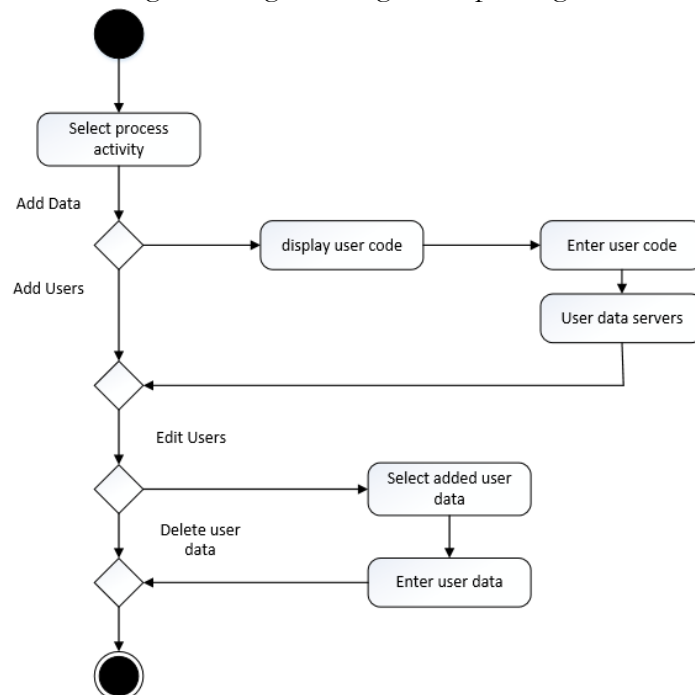 Select process
activity
Add Data
display user code
Enter user code
Add Users
User data servers
Edit Users
Select added user
data
Delete user
data
Enter user data